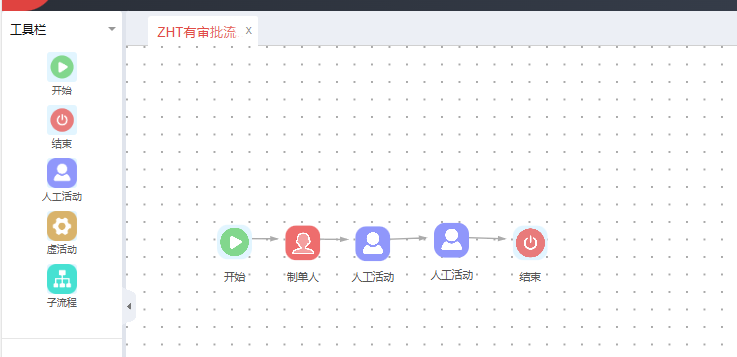 工具栏
ZHT有审批流 x
开始
结束
人工活动
虚活动
子流程
开始 制单人 人工活动 人工活动 结束